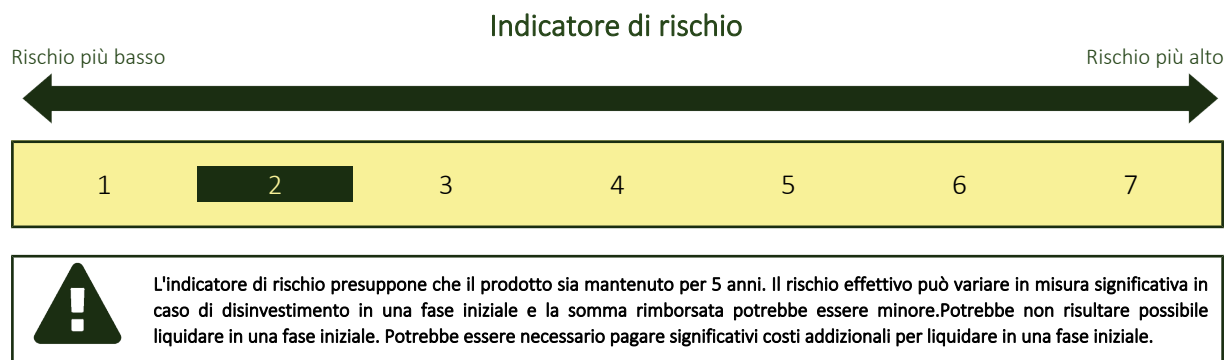 Indicatore di rischio
Rischio più basso
Rischio più alto
1 2 3 4 5 6 7
L'indicatore di rischio presuppone che il prodotto sia mantenuto per 5 anni. Il rischio effettivo può variare in misura significativa in
caso di disinvestimento in una fase iniziale e la somma rimborsata potrebbe essere minore.Potrebbe non risultare possibile
liquidare in una fase iniziale. Potrebbe essere necessario pagare significativi costi addizionali per liquidare in una fase iniziale.